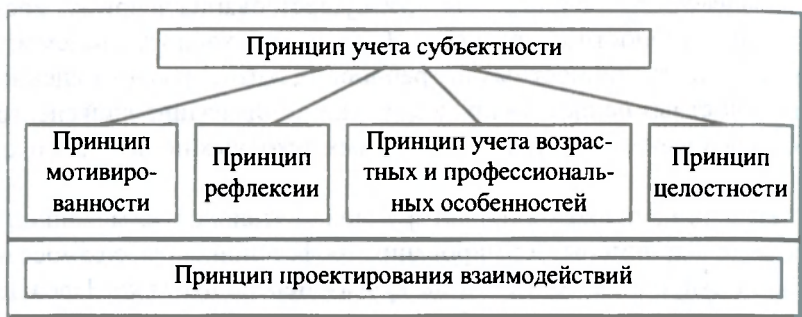 Принцип учета субъектности
Принцип
мотивиро-
ванности
Принцип
рефлексии
Принцип учета возрас-
тных и профессиональ-
ных особенностей
Принцип
целостности
Принцип проектирования взаимодействий